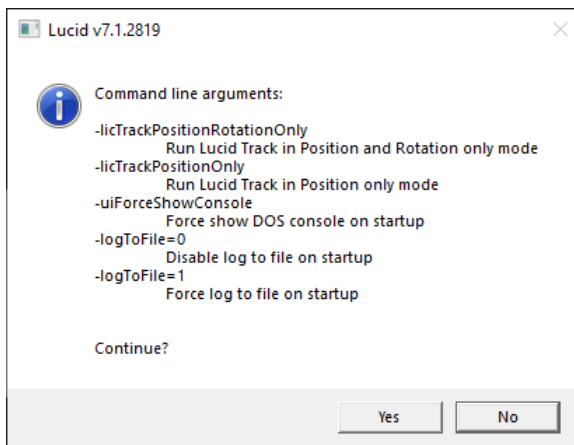 Lucid v7.1.2819
Command line arguments:
-licTrackPositionRotationOnly
Run Lucid Track in Position and Rotation only mode
-licTrackPositionOnly
Run Lucid Track in Position only mode
-uiForceShowConsole
Force show DOS console on startup
-logToFile=0
Disable log to file on startup
-logToFile=1
Force log to file on startup
Continue?
Yes No